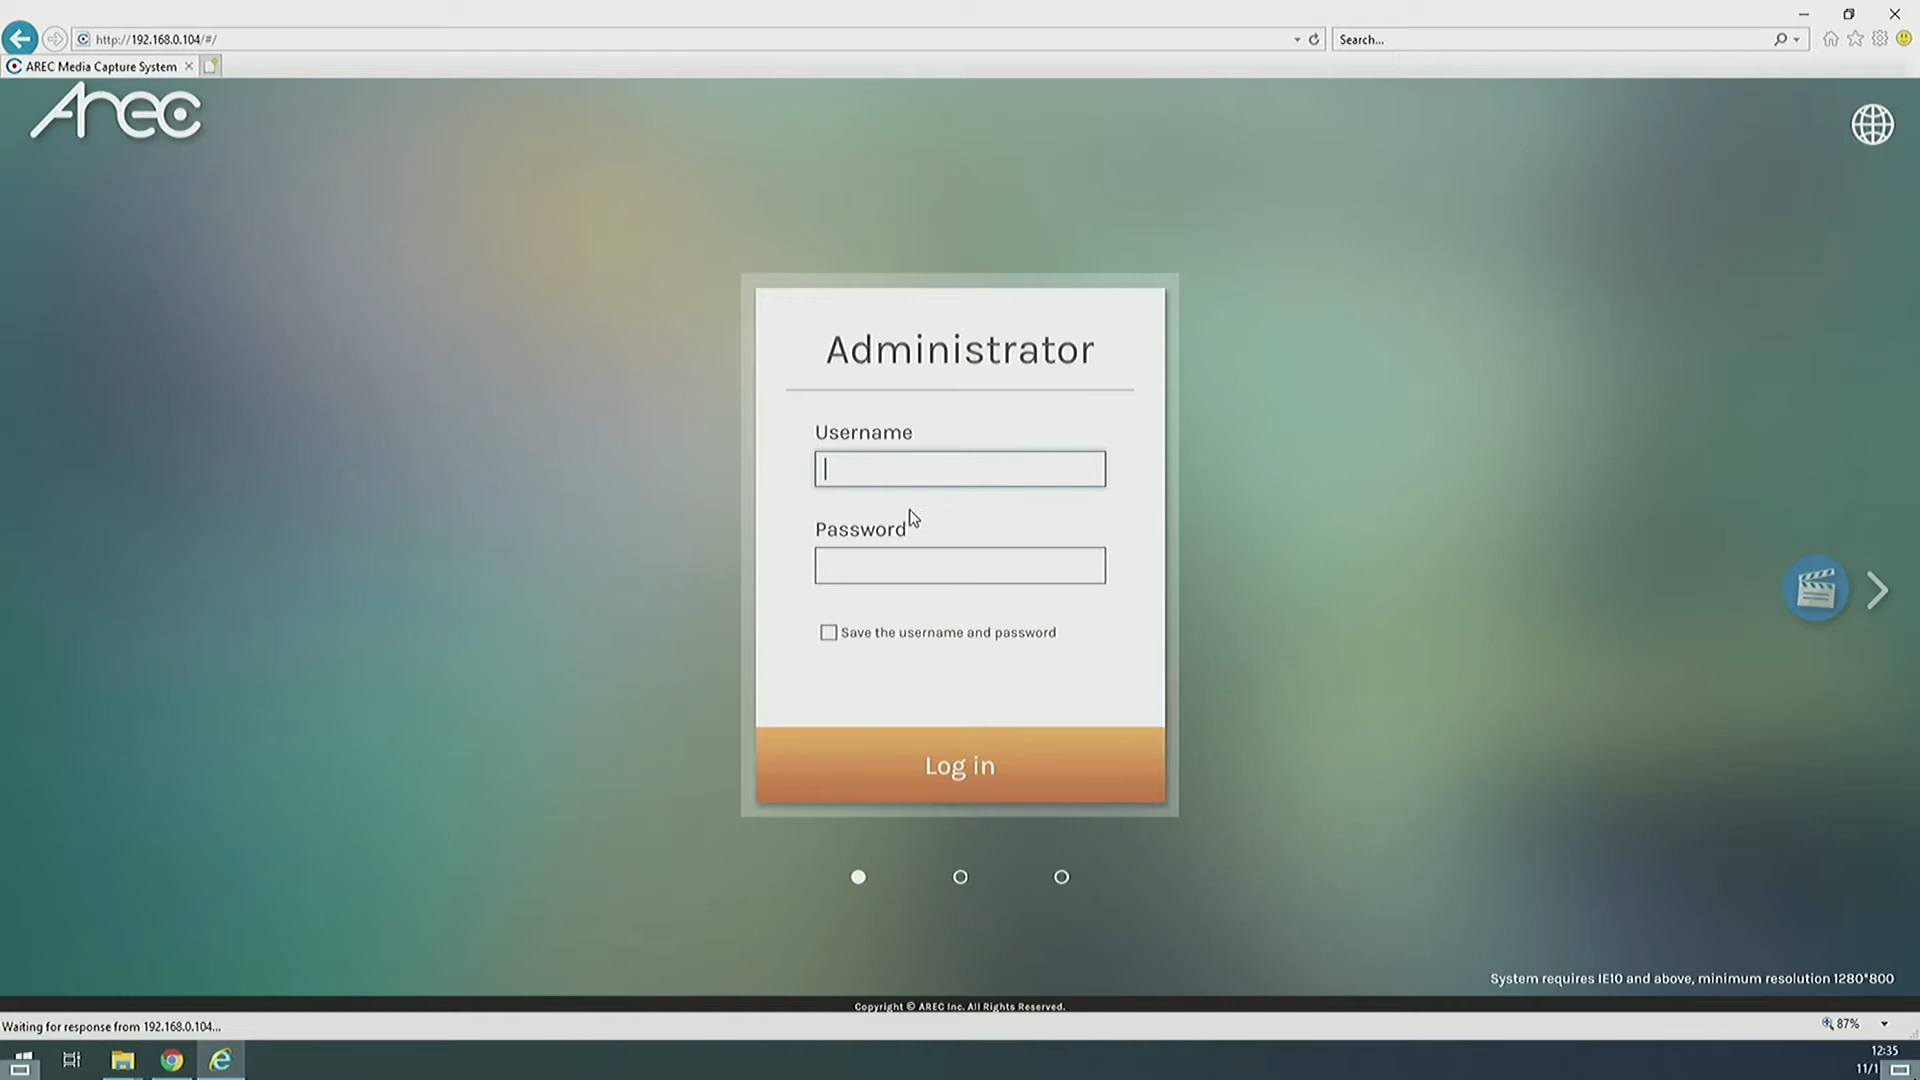 http://192.168.0.104/#/
Search...
AREC Media Capture System
Arec
Administrator
Username
Password
Save the username and password
Log in
System requires IE10 and above, minimum resolution 1280*800
Copyright © AREC Inc. All Rights Reserved.
Waiting for response from 192.168.0.104...
87%
12:35
11/1